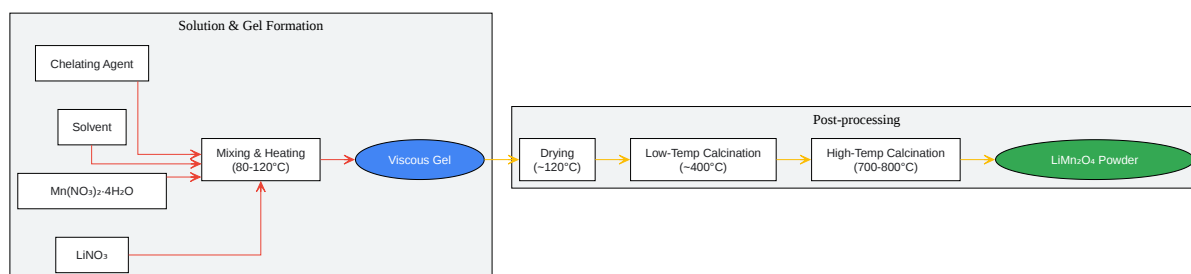 Solution & Gel Formation
Chelating Agent
Solvent
Mn(NO₃)₂·4H₂O
LiNO₃
Mixing & Heating
(80-120°C)
Viscous Gel
Post-processing
Drying
(~120°C)
Low-Temp Calcination
(~400°C)
High-Temp Calcination
(700-800°C)
LiMn₂O₄ Powder